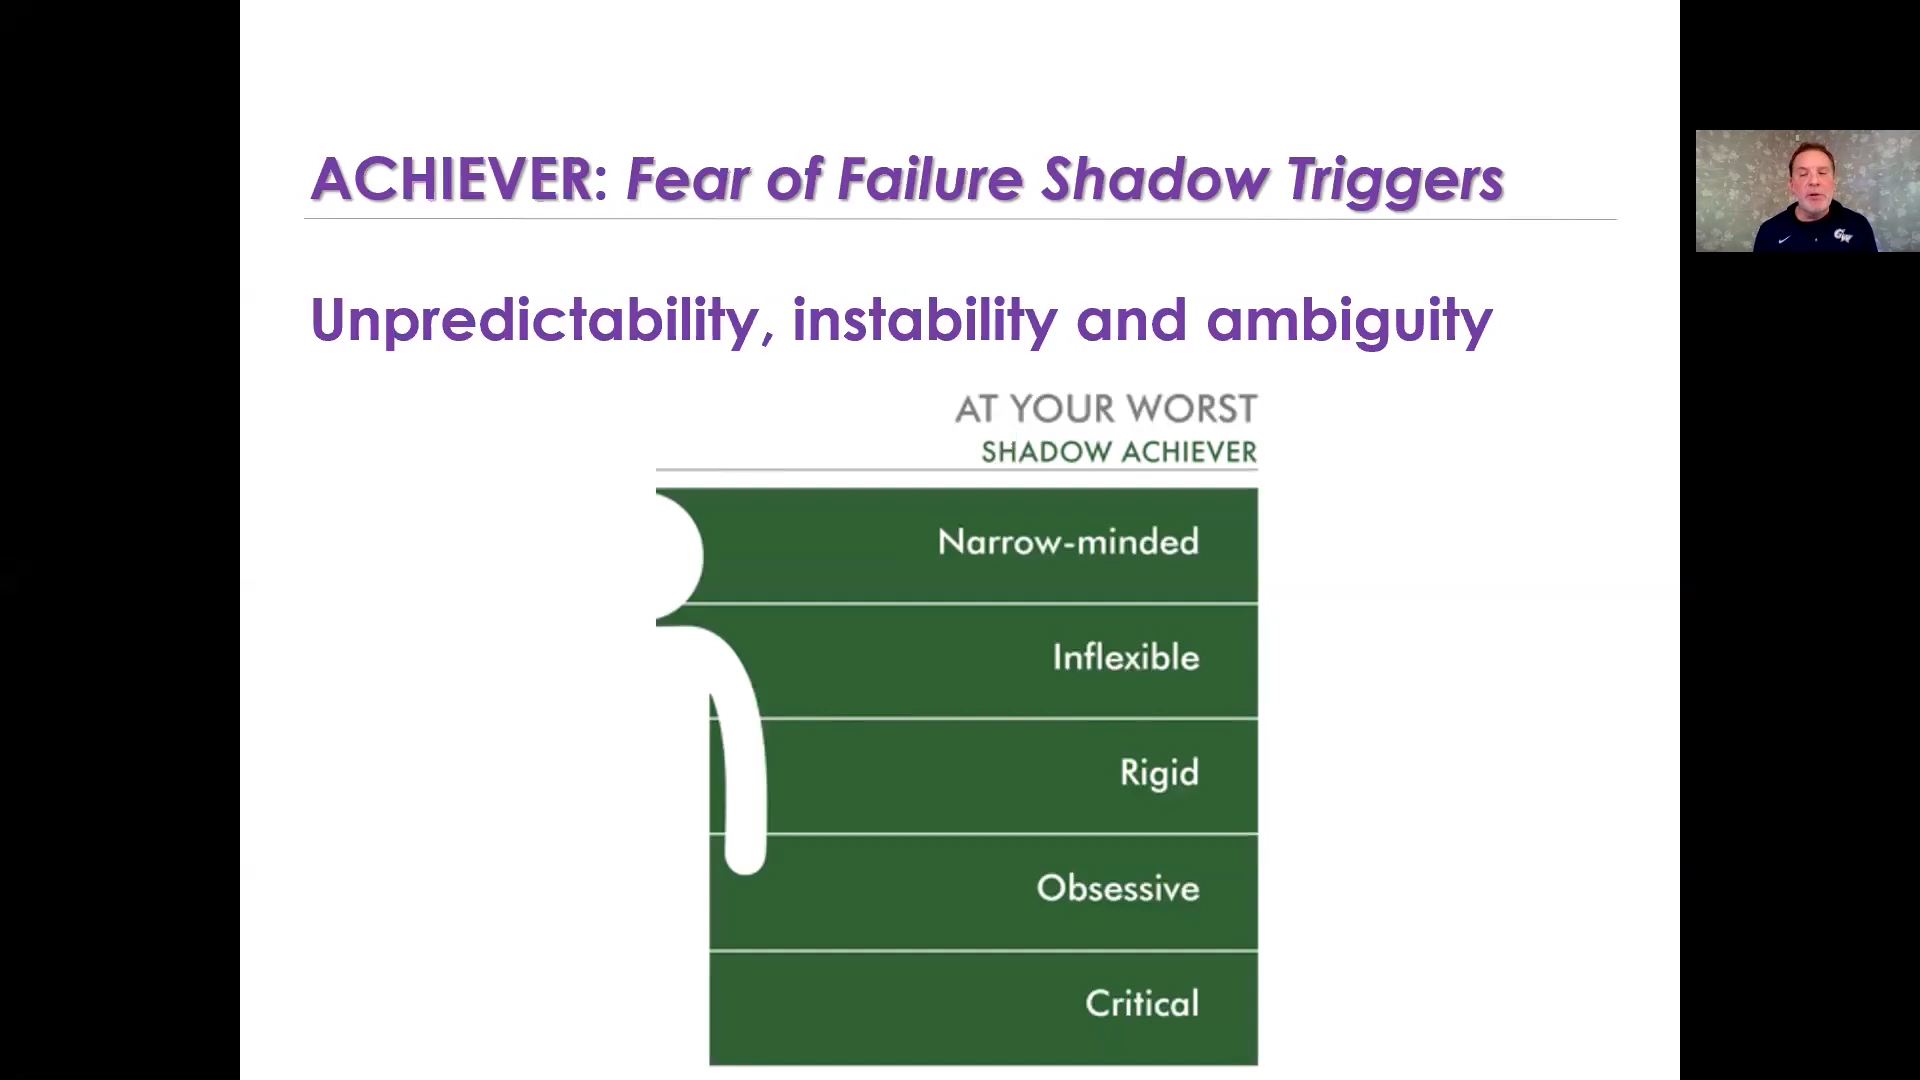 ACHIEVER: Fear of Failure Shadow Triggers
Unpredictability, instability and ambiguity
AT YOUR WORST
SHADOW ACHIEVER
Narrow-minded
Inflexible
Rigid
Obsessive
Critical
GW